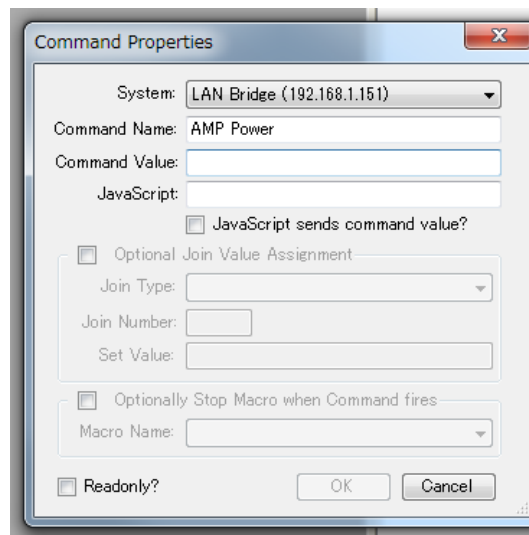 Command Properties
System: LAN Bridge (192.168.1.151)
Command Name: AMP Power
Command Value:
JavaScript:
JavaScript sends command value?
Optional Join Value Assignment
Join Type:
Join Number:
Set Value:
Optionally Stop Macro when Command fires
Macro Name:
Readonly? OK Cancel